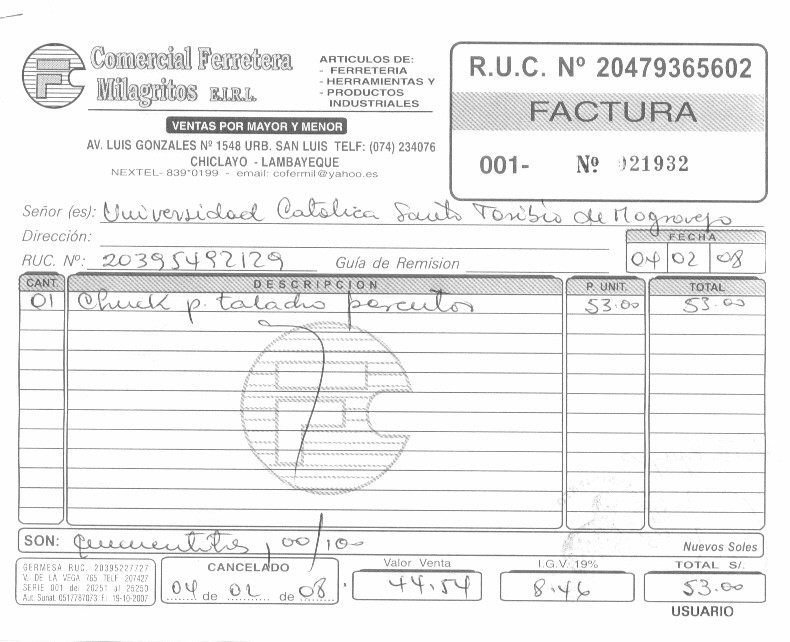 Comercial Ferretera
Milagritos E.I.R.L.
ARTICULOS DE:
- FERRETERIA
- HERRAMIENTAS Y
- PRODUCTOS
INDUSTRIALES
VENTAS POR MAYOR Y MENOR
AV. LUIS GONZALES Nº 1548 URB. SAN LUIS TELF: (074) 234076
CHICLAYO - LAMBAYEQUE
NEXTEL- 839*0199 - email: cofermil@yahoo.es
R.U.C. Nº 20479365602
FACTURA
001- Nº 021932
Señor (es): Universidad Catolica Santo Toribio de Mogrovejo
Dirección:
FECHA
RUC. Nº: 20395492129 Guía de Remision 04 02 08
CANT. DESCRIPCION P. UNIT. TOTAL
01 Chuck p. taladro percutor 53.00 53.00
SON: Cincuentitres, 00/100
Nuevos Soles
GERMESA RUC. 20395227727
V. DE LA VEGA 765 TELF 207427
SERIE 001 del 20251 al 25250
Aut. Sunat. 0517787073 F.I. 19-10-2007
CANCELADO
04 de 02 de 08
Valor Venta
44.54
I.G.V. 19%
8.46
TOTAL S/.
53.00
USUARIO